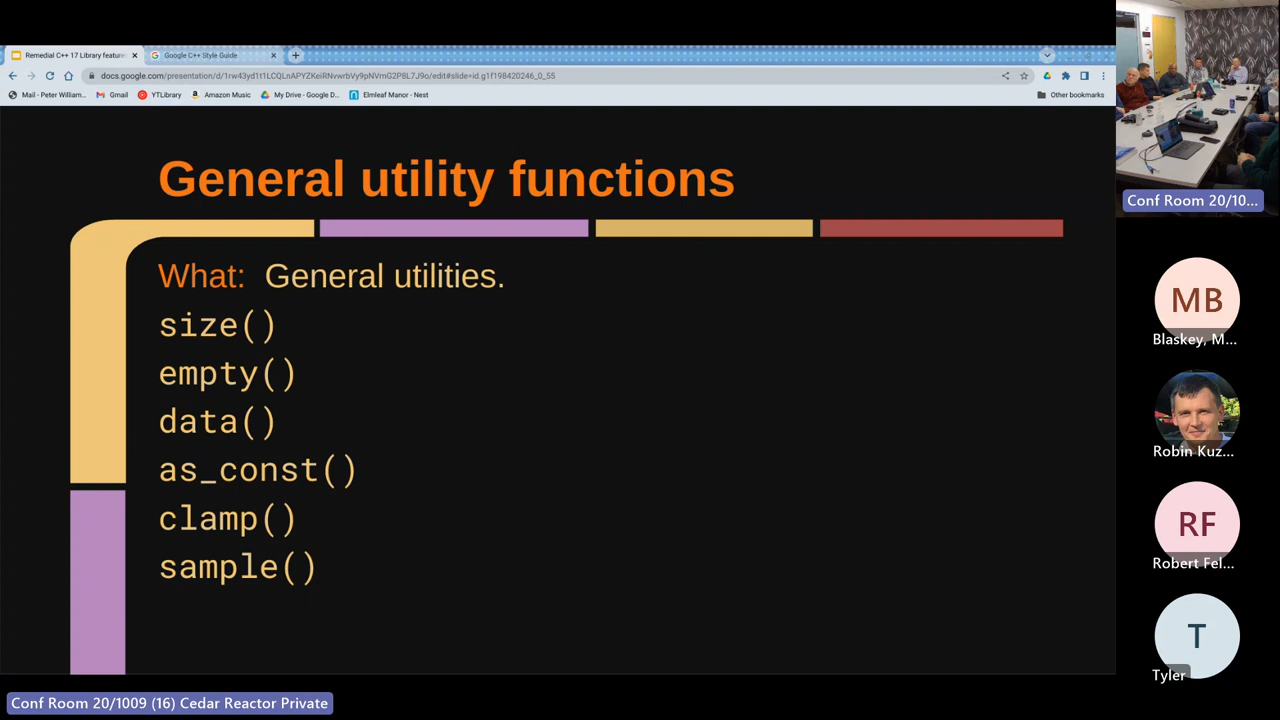 Remedial C++ 17 Library feature
Google C++ Style Guide
docs.google.com/presentation/d/1rw43yd1t1LCQLnAPYZKeiRNvwrbVy9pNVmG2P8L7J9o/edit#slide=id.g1f198420246_0_55
Mail - Peter William...
Gmail
YTLibrary
Amazon Music
My Drive - Google D...
Elmleaf Manor - Nest
Other bookmarks
General utility functions
What: General utilities.
size()
empty()
data()
as_const()
clamp()
sample()
Conf Room 20/10...
MB
Blaskey, M...
Robin Kuz...
RF
Robert Fel...
T
Tyler
Conf Room 20/1009 (16) Cedar Reactor Private